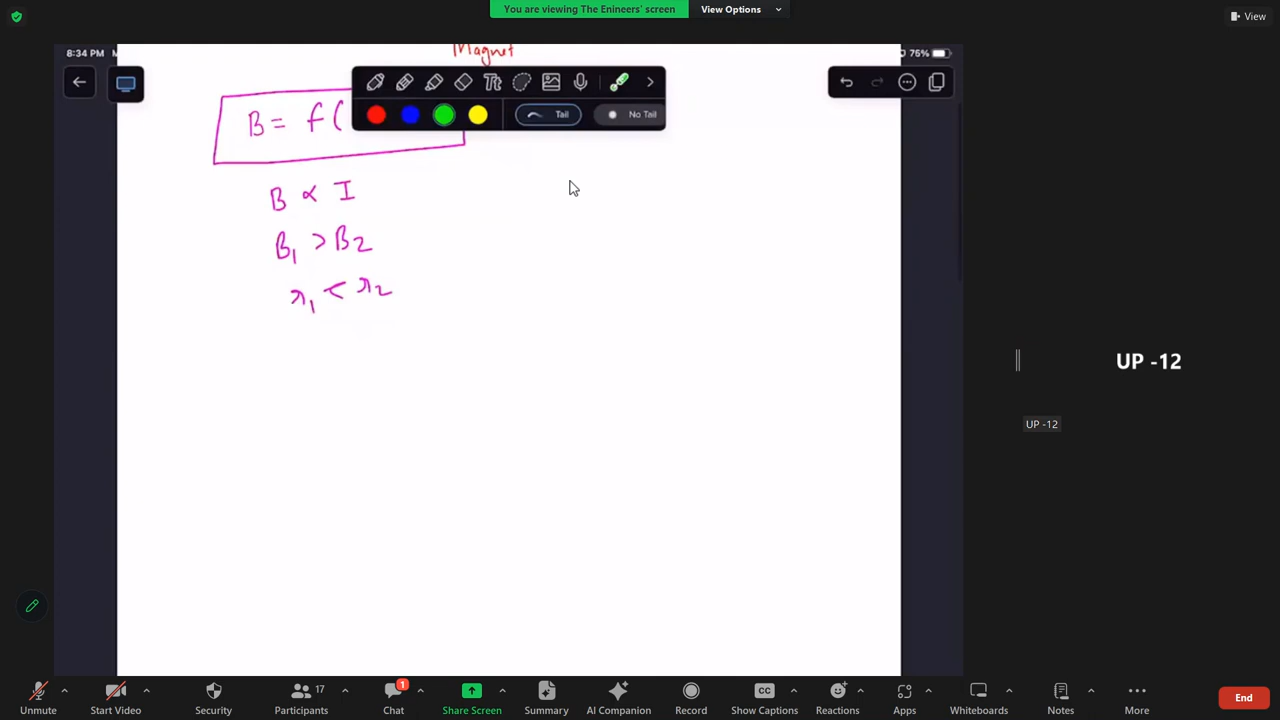 You are viewing The Enineers' screen
View Options
View
8:34 PM
75%
Magnet
Tail
No Tail
B = f(
B ∝ I
B₁ > B₂
r₁ < r₂
UP -12
UP -12
Unmute
Start Video
Security
17
Participants
1
Chat
Share Screen
Summary
AI Companion
Record
CC
Show Captions
Reactions
Apps
Whiteboards
Notes
More
End